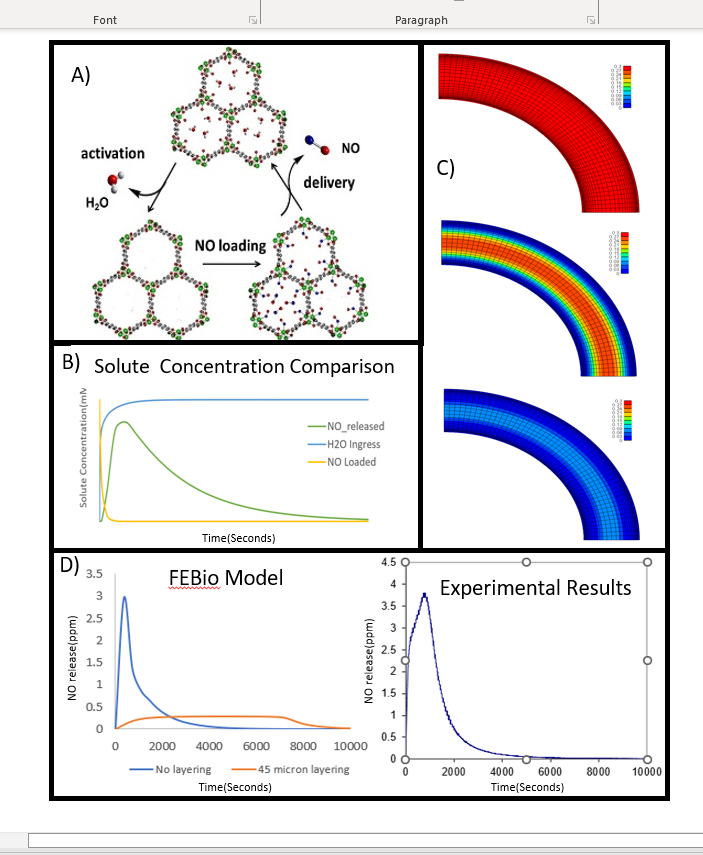 Font
Paragraph
A)
activation
H₂O
NO
delivery
NO loading
C)
B)
Solute Concentration Comparison
Solute Concentration(mM
NO_released
H2O Ingress
NO Loaded
Time(Seconds)
D)
FEBio Model
NO release(ppm)
3.5
3
2.5
2
1.5
1
0.5
0
0
2000
4000
6000
8000
10000
No layering
45 micron layering
Time(Seconds)
Experimental Results
NO release(ppm)
4.5
4
3.5
3
2.5
2
1.5
1
0.5
0
0
2000
4000
6000
8000
10000
Time(Seconds)